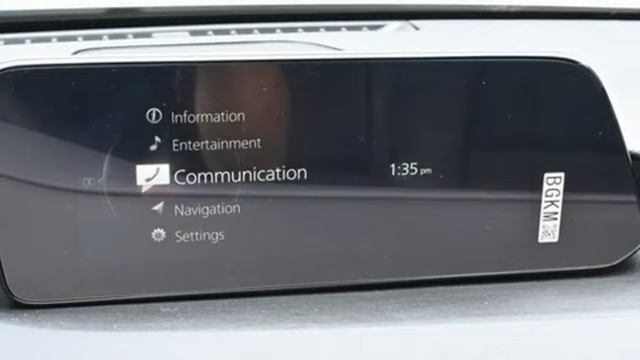 Information
Entertainment
Communication
1:35 pm
Navigation
Settings
BGKM